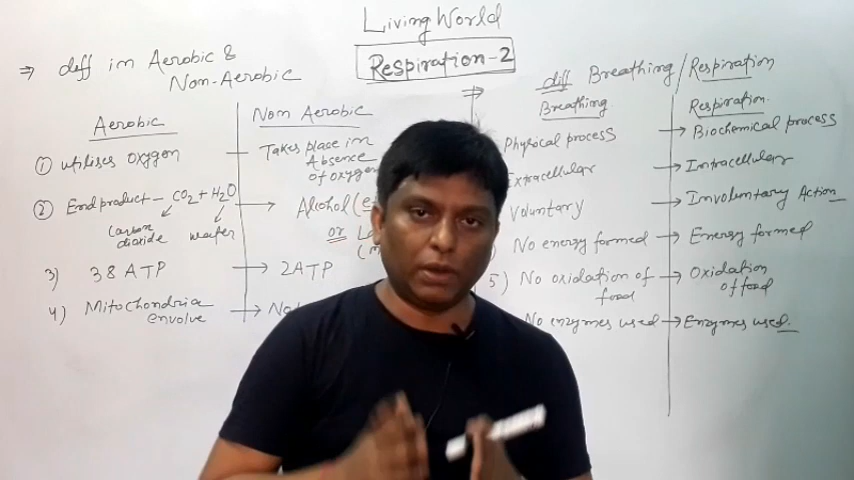 Living World
Respiration-2
⇒ diff in Aerobic &
Non-Aerobic
Aerobic
Non Aerobic
① Utilises oxygen — Takes place in
Absence
of oxygen
② End product – CO2 + H2O → Alcohol
Carbon
dioxide
water
or
3) 38 ATP → 2ATP
4) Mitochondria →
envolve
⇒ diff Breathing / Respiration
Breathing
Respiration.
Physical process → Biochemical process
Extracellular → Intracellular
Voluntary → Involuntary Action
No energy formed → Energy formed
5) No oxidation of → Oxidation
food
of food
No enzymes used → Enzymes used.